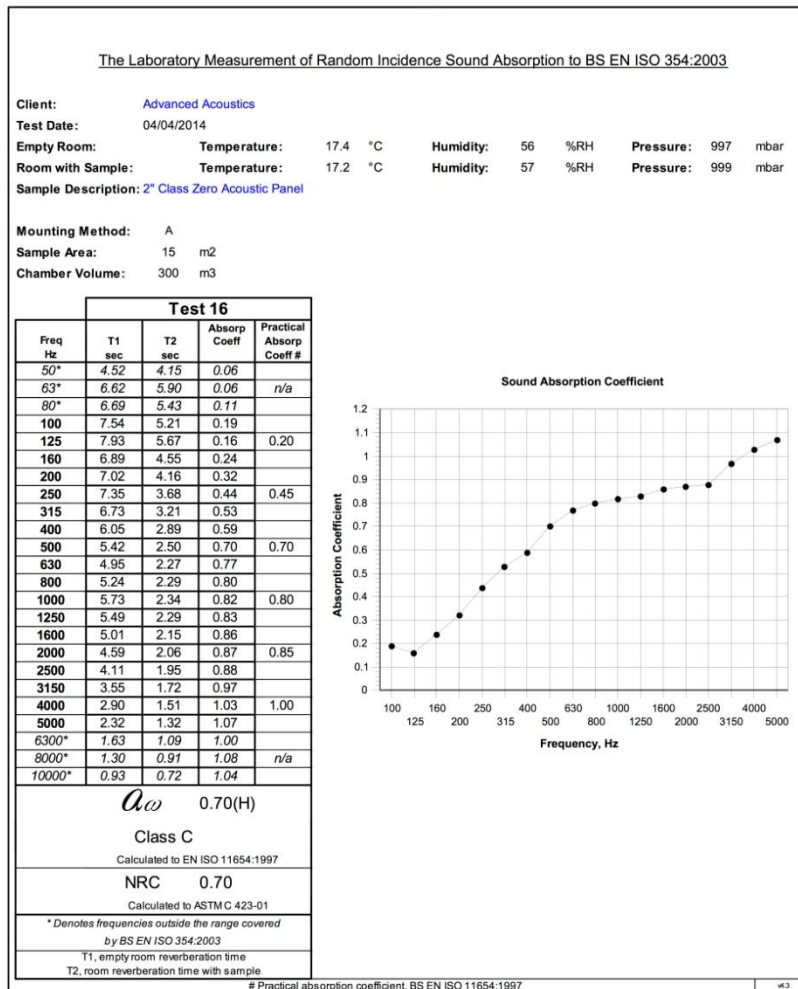 The Laboratory Measurement of Random Incidence Sound Absorption to BS EN ISO 354:2003
Client: Advanced Acoustics
Test Date: 04/04/2014
Empty Room: Temperature: 17.4 °C Humidity: 56 %RH Pressure: 997 mbar
Room with Sample: Temperature: 17.2 °C Humidity: 57 %RH Pressure: 999 mbar
Sample Description: 2" Class Zero Acoustic Panel
Mounting Method: A
Sample Area: 15 m2
Chamber Volume: 300 m3
Test 16
Freq Hz T1 sec T2 sec Absorp Coeff Practical Absorp Coeff #
50* 4.52 4.15 0.06
63* 6.62 5.90 0.06 n/a
80* 6.69 5.43 0.11
100 7.54 5.21 0.19
125 7.93 5.67 0.16 0.20
160 6.89 4.55 0.24
200 7.02 4.16 0.32
250 7.35 3.68 0.44 0.45
315 6.73 3.21 0.53
400 6.05 2.89 0.59
500 5.42 2.50 0.70 0.70
630 4.95 2.27 0.77
800 5.24 2.29 0.80
1000 5.73 2.34 0.82 0.80
1250 5.49 2.29 0.83
1600 5.01 2.15 0.86
2000 4.59 2.06 0.87 0.85
2500 4.11 1.95 0.88
3150 3.55 1.72 0.97
4000 2.90 1.51 1.03 1.00
5000 2.32 1.32 1.07
6300* 1.63 1.09 1.00
8000* 1.30 0.91 1.08 n/a
10000* 0.93 0.72 1.04
αω 0.70(H)
Class C
Calculated to EN ISO 11654:1997
NRC 0.70
Calculated to ASTM C 423-01
* Denotes frequencies outside the range covered
by BS EN ISO 354:2003
T1, empty room reverberation time
T2, room reverberation time with sample
Sound Absorption Coefficient
Absorption Coefficient
1.2
1.1
1
0.9
0.8
0.7
0.6
0.5
0.4
0.3
0.2
0.1
0
100 160 250 400 630 1000 1600 2500 4000
125 200 315 500 800 1250 2000 3150 5000
Frequency, Hz
# Practical absorption coefficient, BS EN ISO 11654:1997
v4.3